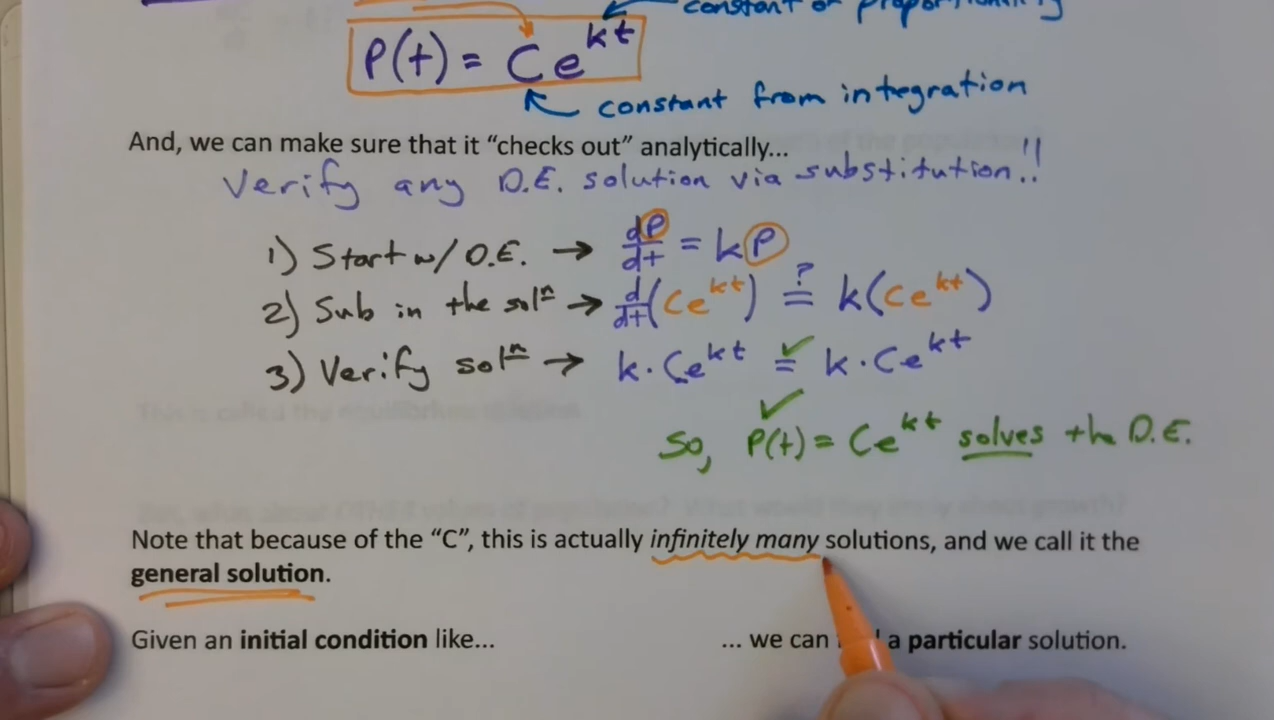 constant of proportionality
P(t) = Ce^{kt}
constant from integration
And, we can make sure that it “checks out” analytically...
Verify any D.E. solution via substitution!!
1) Start w/ D.E. → dP/dt = kP
2) Sub in the solⁿ → d/dt(Ce^{kt}) ?= k(Ce^{kt})
3) Verify solⁿ → k·Ce^{kt} =✓ k·Ce^{kt}
✓
So, P(t) = Ce^{kt} solves the D.E.
Note that because of the “C”, this is actually infinitely many solutions, and we call it the
general solution.
Given an initial condition like... ... we can a particular solution.